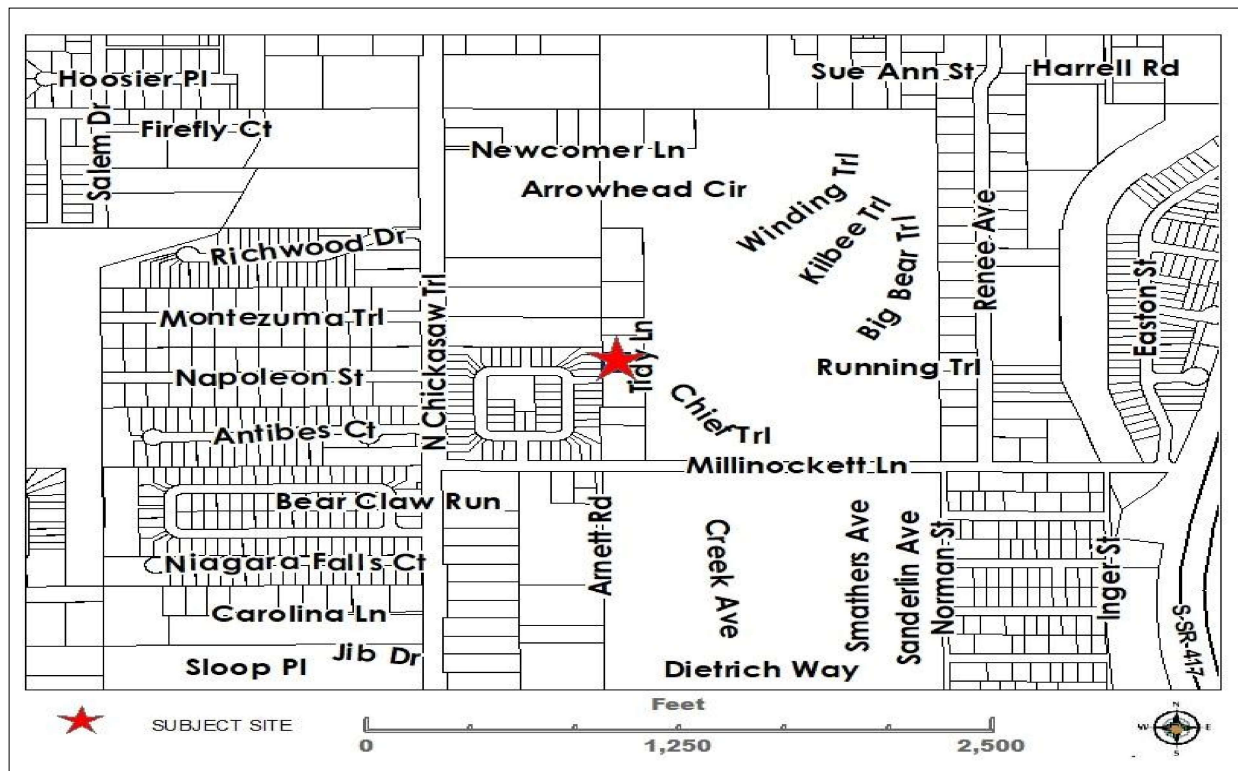 Hoosier Pl
Sue Ann St
Harrell Rd
Salem Dr
Firefly Ct
Newcomer Ln
Arrowhead Cir
Winding Trl
Kilbee Trl
Big Bear Trl
Renee Ave
Easton St
Richwood Dr
N Chickasaw Trl
Montezuma Trl
Tidy Ln
Running Trl
Napoleon St
Chief Trl
Antibes Ct
Millinockett Ln
Bear Claw Run
Arnett Rd
Creek Ave
Smathers Ave
Sanderlin Ave
Norman St
Inger St
Niagara Falls Ct
Carolina Ln
S-SR-417
Jib Dr
Sloop Pl
Dietrich Way
SUBJECT SITE
Feet
0
1,250
2,500
N
W
E
S